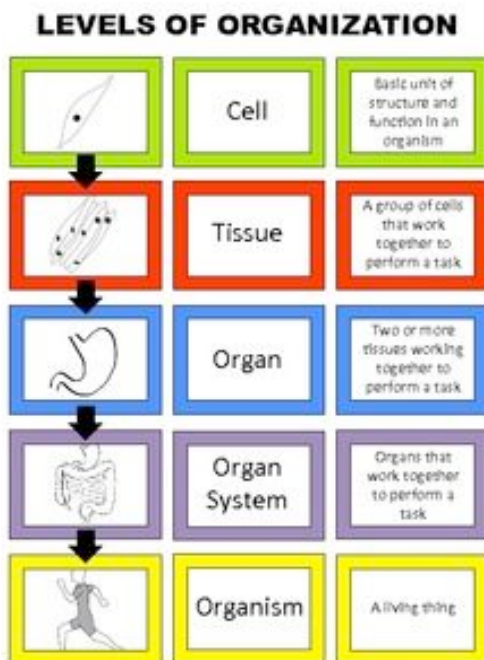 LEVELS OF ORGANIZATION
Cell
Basic unit of
structure and
function in an
organism
Tissue
A group of cells
that work
together to
perform a task
Organ
Two or more
tissues working
together to
perform a task
Organ
System
Organs that
work together
to perform a
task
Organism
A living thing